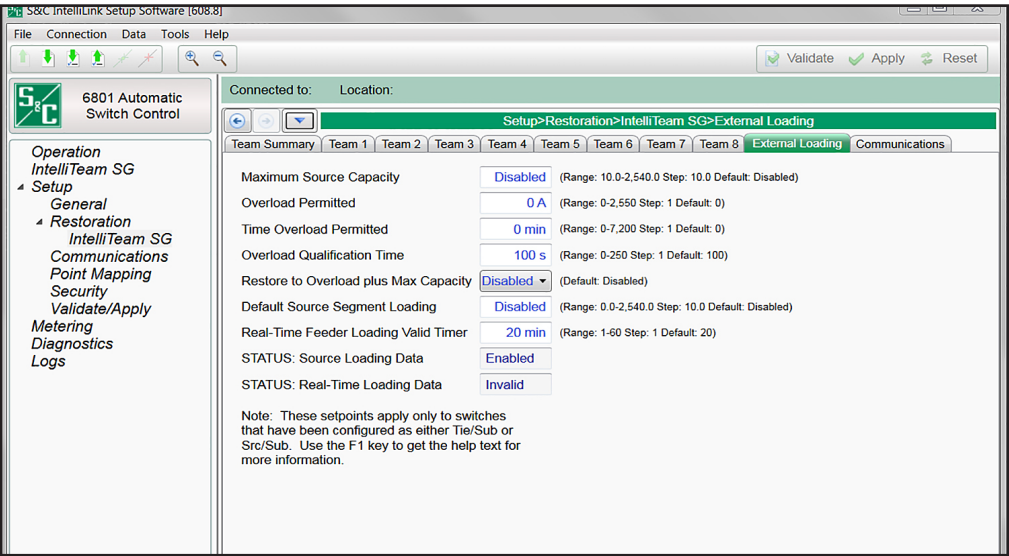 S&C IntelliLink Setup Software [608.8]
File Connection Data Tools Help
Validate Apply Reset
S&C
6801 Automatic
Switch Control
Connected to: Location:
Setup>Restoration>IntelliTeam SG>External Loading
Team Summary Team 1 Team 2 Team 3 Team 4 Team 5 Team 6 Team 7 Team 8 External Loading Communications
Operation
IntelliTeam SG
Setup
General
Restoration
IntelliTeam SG
Communications
Point Mapping
Security
Validate/Apply
Metering
Diagnostics
Logs
Maximum Source Capacity Disabled (Range: 10.0-2,540.0 Step: 10.0 Default: Disabled)
Overload Permitted 0 A (Range: 0-2,550 Step: 1 Default: 0)
Time Overload Permitted 0 min (Range: 0-7,200 Step: 1 Default: 0)
Overload Qualification Time 100 s (Range: 0-250 Step: 1 Default: 100)
Restore to Overload plus Max Capacity Disabled (Default: Disabled)
Default Source Segment Loading Disabled (Range: 0.0-2,540.0 Step: 10.0 Default: Disabled)
Real-Time Feeder Loading Valid Timer 20 min (Range: 1-60 Step: 1 Default: 20)
STATUS: Source Loading Data Enabled
STATUS: Real-Time Loading Data Invalid
Note: These setpoints apply only to switches
that have been configured as either Tie/Sub or
Src/Sub. Use the F1 key to get the help text for
more information.